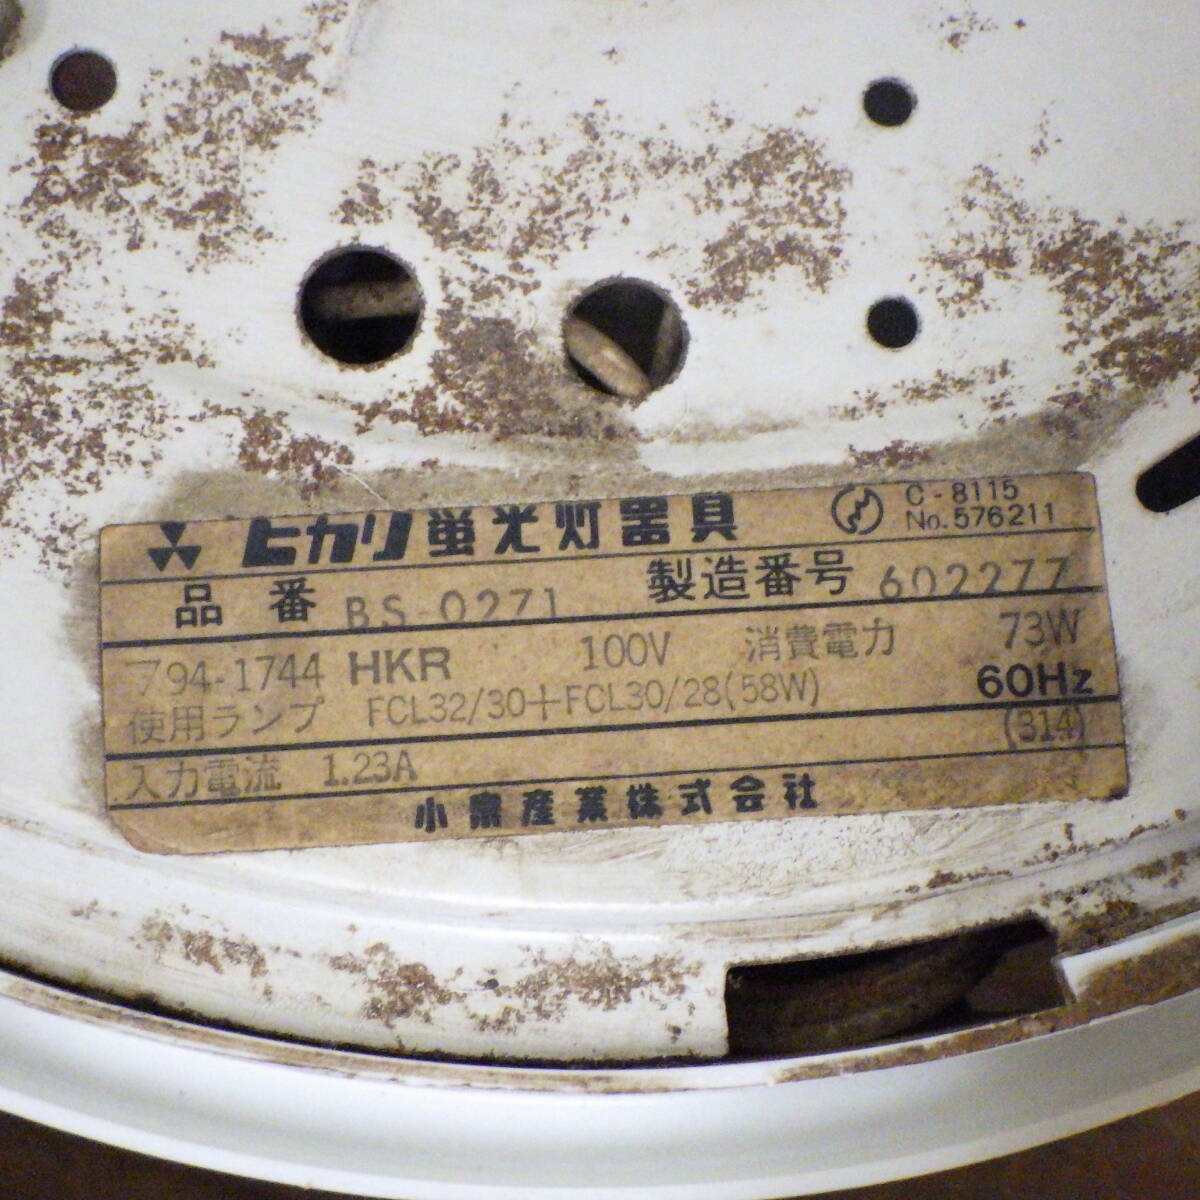 ヒカリ蛍光灯器具
C-8115
No. 576211
品番 BS-0271 製造番号 602277
794-1744 HKR 100V 消費電力 73W
使用ランプ FCL32/30+FCL30/28(58W) 60Hz
入力電流 1.23A (314)
小泉産業株式会社